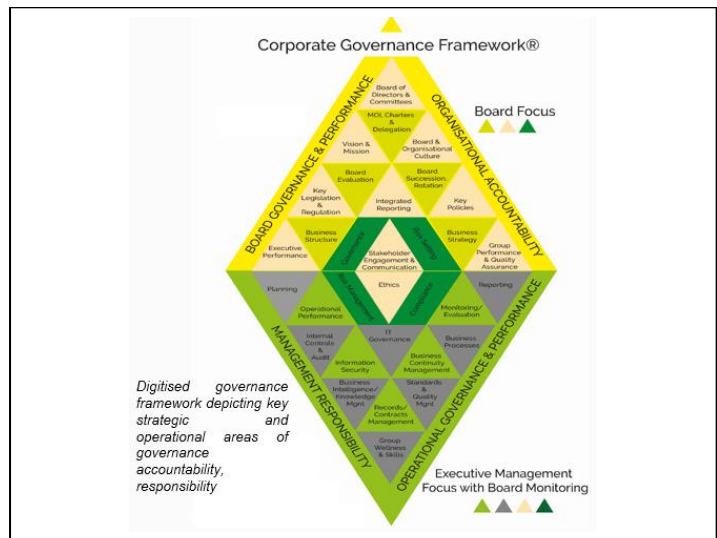 Corporate Governance Framework®
BOARD GOVERNANCE & PERFORMANCE
ORGANISATIONAL ACCOUNTABILITY
Board Focus
Board of
Directors &
Committees
MOI, Charters
&
Delegation
Vision &
Mission
Board &
Organisational
Culture
Board
Evaluation
Board
Succession,
Rotation
Key
Legislation
&
Regulation
Integrated
Reporting
Key
Policies
Business
Structure
Governance
Risk Setting
Business
Strategy
Executive
Performance
Stakeholder
Engagement &
Communication
Group
Performance
& Quality
Assurance
Planning
Ethics
Reporting
Risk Management
Compliance
Operational
Performance
Monitoring/
Evaluation
Internal
Controls
&
Audit
IT
Governance
Business
Processes
Information
Security
Business
Continuity
Management
Business
Intelligence/
Knowledge
Mgnt
Standards
&
Quality
Mgnt
Records/
Contracts
Management
Group
Wellness
& Skills
MANAGEMENT RESPONSIBILITY
OPERATIONAL GOVERNANCE & PERFORMANCE
Digitised governance
framework depicting key
strategic and
operational areas of
governance
accountability,
responsibility
Executive Management
Focus with Board Monitoring